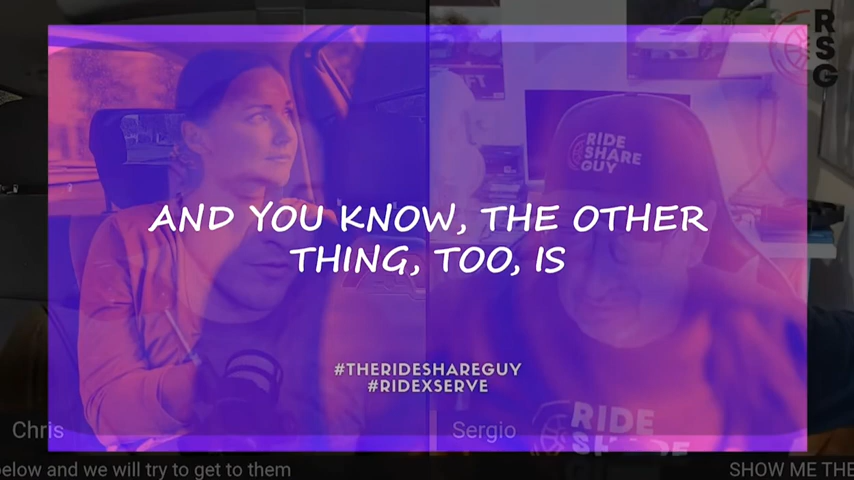 RSG
RIDE
SHARE
GUY
AND YOU KNOW, THE OTHER
THING, TOO, IS
#THERIDESHAREGUY
#RIDEXSERVE
Chris
Sergio
RIDE
below and we will try to get to them
SHOW ME THE